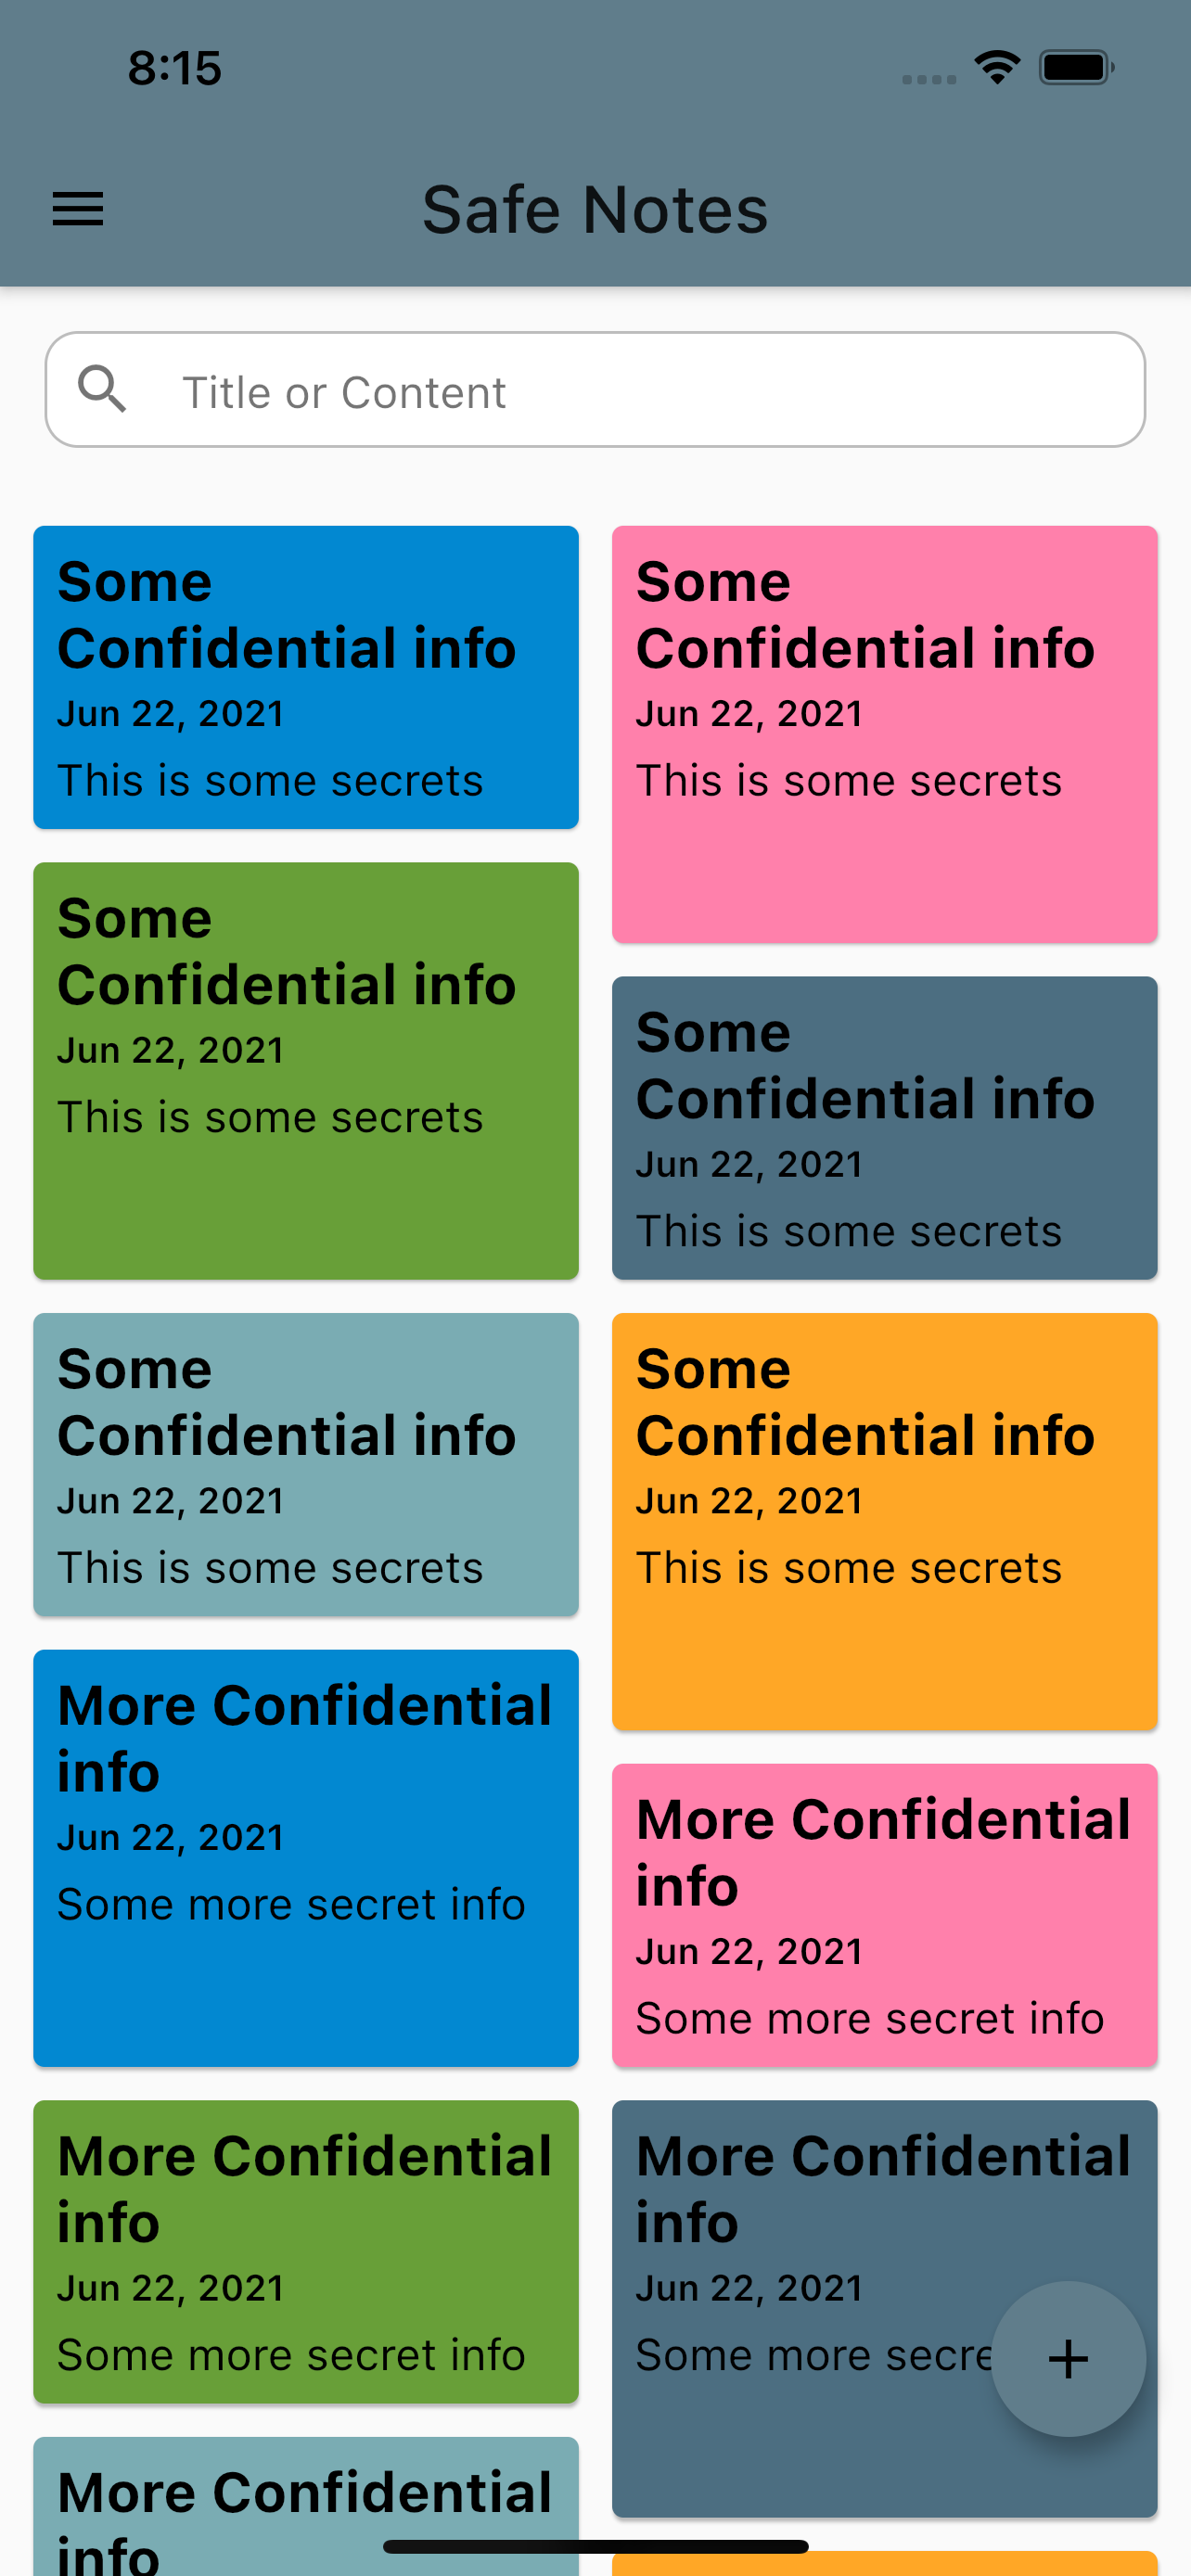 8:15
Safe Notes
Title or Content
Some
Confidential info
Jun 22, 2021
This is some secrets
Some
Confidential info
Jun 22, 2021
This is some secrets
Some
Confidential info
Jun 22, 2021
This is some secrets
Some
Confidential info
Jun 22, 2021
This is some secrets
Some
Confidential info
Jun 22, 2021
This is some secrets
Some
Confidential info
Jun 22, 2021
This is some secrets
More Confidential
info
Jun 22, 2021
Some more secret info
More Confidential
info
Jun 22, 2021
Some more secret info
More Confidential
info
Jun 22, 2021
Some more secret info
More Confidential
info
Jun 22, 2021
Some more secre
More Confidential
info